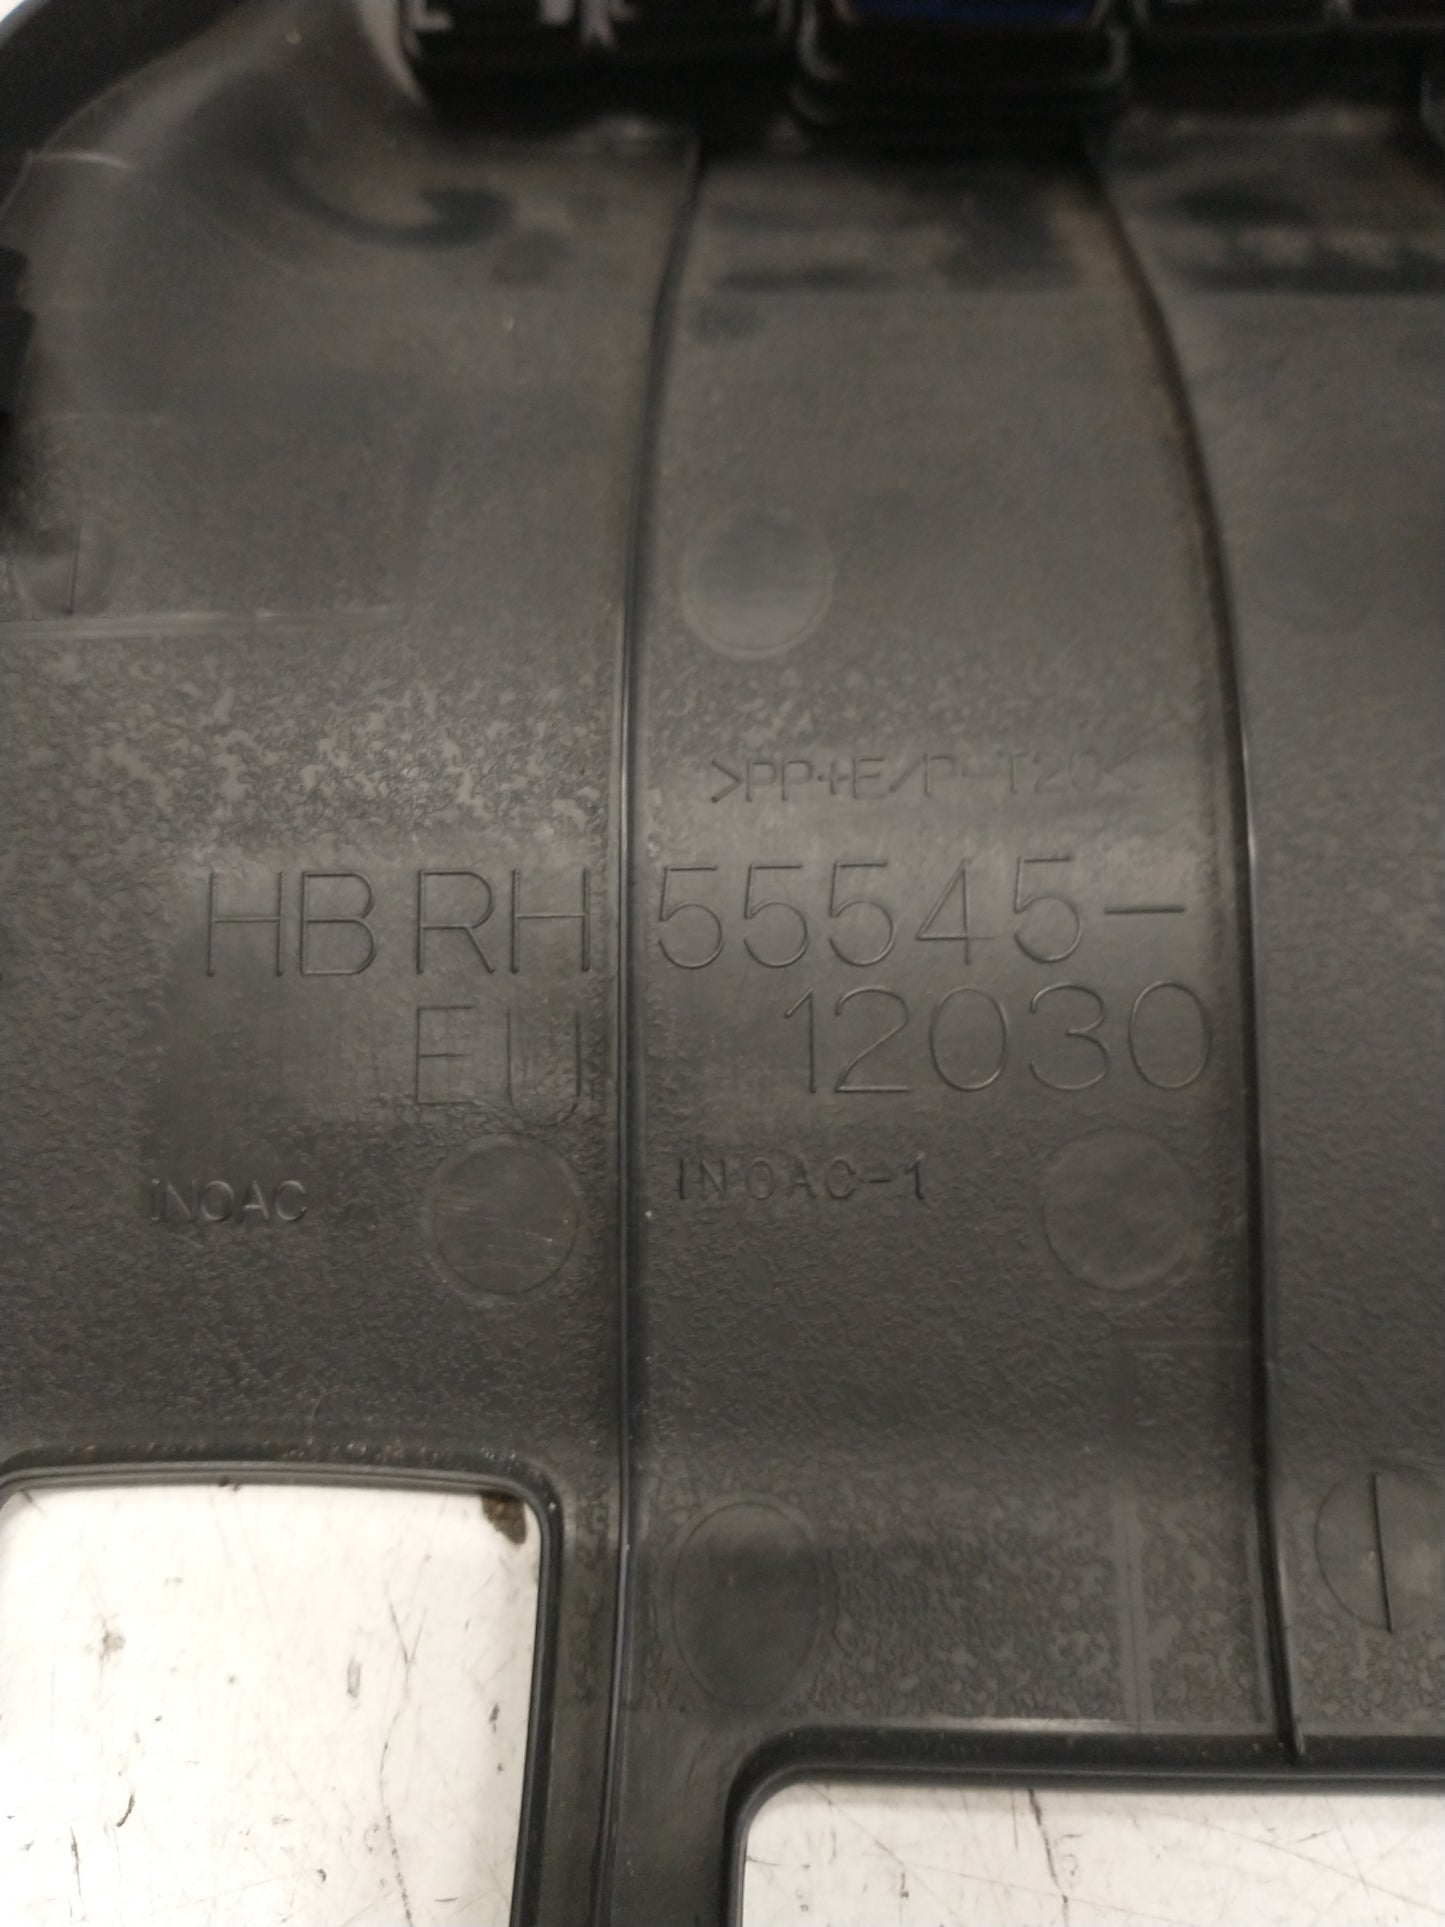 >PP+E/P-T20<
HB RH 55545-
EU 12030
INOAC INOAC-1